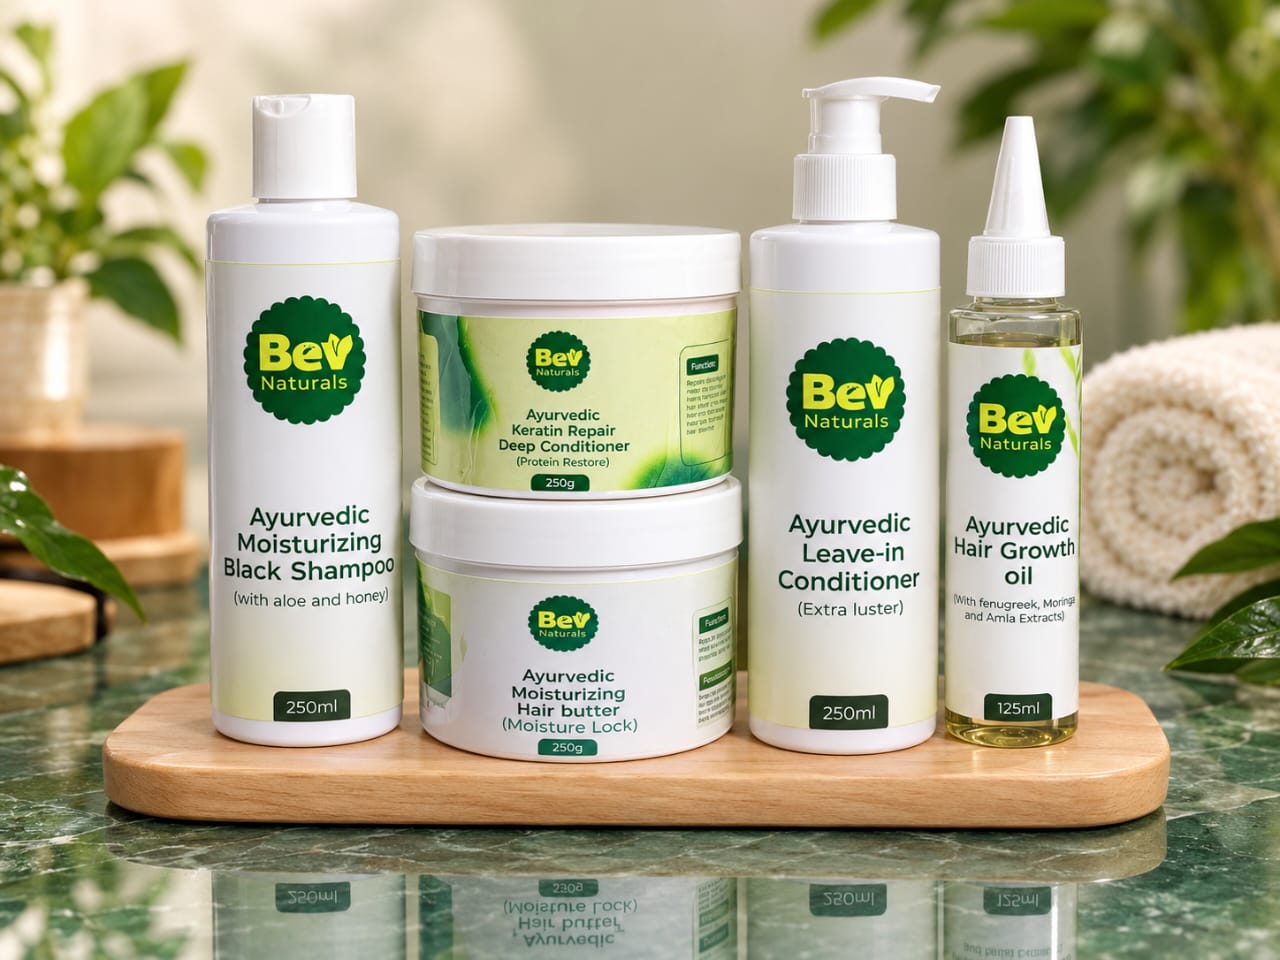 Bev
Naturals
Ayurvedic
Moisturizing
Black Shampoo
(with aloe and honey)
250ml
Bev
Naturals
Ayurvedic
Keratin Repair
Deep Conditioner
(Protein Restore)
250g
Function:
Bev
Naturals
Ayurvedic
Moisturizing
Hair butter
(Moisture Lock)
250g
Function:
Bev
Naturals
Ayurvedic
Leave-in
Conditioner
(Extra luster)
250ml
Bev
Naturals
Ayurvedic
Hair Growth
oil
(With fenugreek, Moringa
and Amla Extracts)
125ml